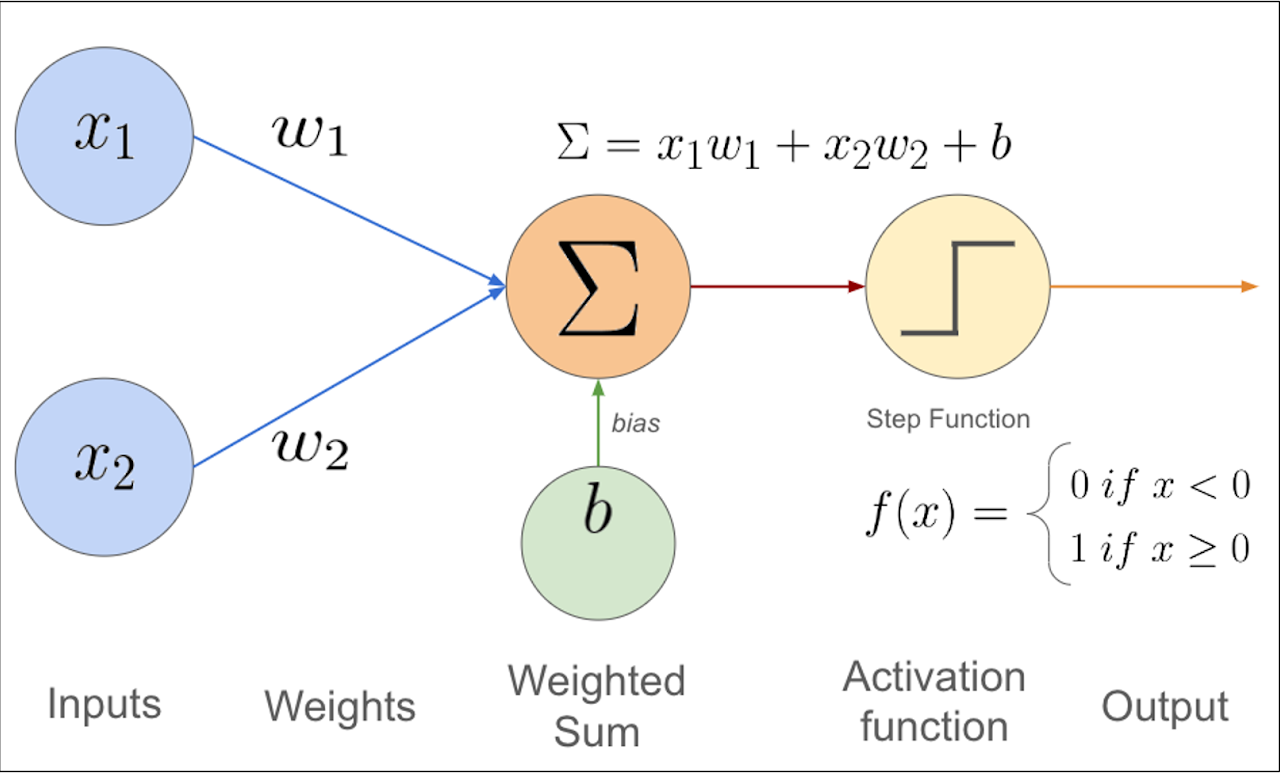 x₁
w₁
Σ = x₁w₁ + x₂w₂ + b
Σ
x₂
w₂
bias
b
Step Function
f(x) = { 0 if x < 0
1 if x ≥ 0
Inputs
Weights
Weighted
Sum
Activation
function
Output